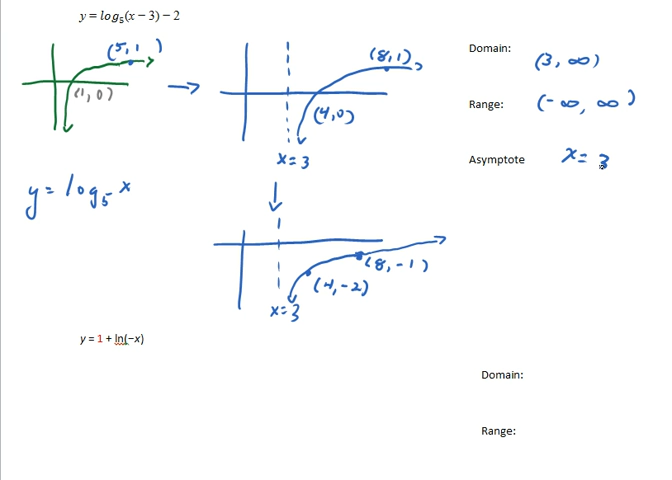 y = log₅(x − 3) − 2
(5,1)
(1,0)
y = log₅ x
(8,1)
(4,0)
x=3
(8,-1)
(4,-2)
x=3
Domain: (3, ∞)
Range: (-∞, ∞)
Asymptote x= 3
y = 1 + ln(−x)
Domain:
Range: